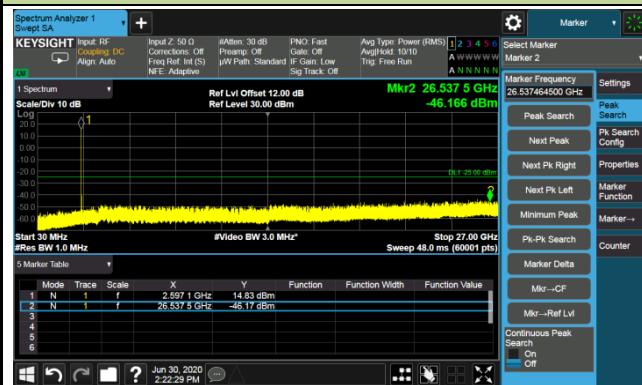 Spectrum Analyzer 1
Swept SA
+
Marker
KEYSIGHT
Input: RF
Coupling: DC
Align: Auto
Input Z: 50 Ω
Corrections: Off
Freq Ref: Int (S)
NFE: Adaptive
#Atten: 30 dB
Preamp: Off
µW Path: Standard
PNO: Fast
Gate: Off
IF Gain: Low
Sig Track: Off
Avg Type: Power (RMS)
Avg|Hold: 10/10
Trig: Free Run
1 2 3 4 5 6
A W W W W W
A N N N N N
LVI
Select Marker
Marker 2
1 Spectrum
Ref Lvl Offset 12.00 dB
Mkr2 26.537 5 GHz
Scale/Div 10 dB
Ref Level 30.00 dBm
-46.166 dBm
Log
20.0
10.0
0.00
-10.0
-20.0
-30.0
-40.0
-50.0
-60.0
1
DL1 -25.00 dBm
2
Start 30 MHz
#Video BW 3.0 MHz*
Stop 27.00 GHz
#Res BW 1.0 MHz
Sweep 48.0 ms (60001 pts)
5 Marker Table
Mode Trace Scale X Y Function Function Width Function Value
1 N 1 f 2.597 1 GHz 14.83 dBm
2 N 1 f 26.537 5 GHz -46.17 dBm
3
4
5
6
Marker Frequency
26.537464500 GHz
Peak Search
Next Peak
Next Pk Right
Next Pk Left
Minimum Peak
Pk-Pk Search
Marker Delta
Mkr→CF
Mkr→Ref Lvl
Continuous Peak
Search
On
Off
Settings
Peak
Search
Pk Search
Config
Properties
Marker
Function
Marker→
Counter
?
Jun 30, 2020
2:22:29 PM